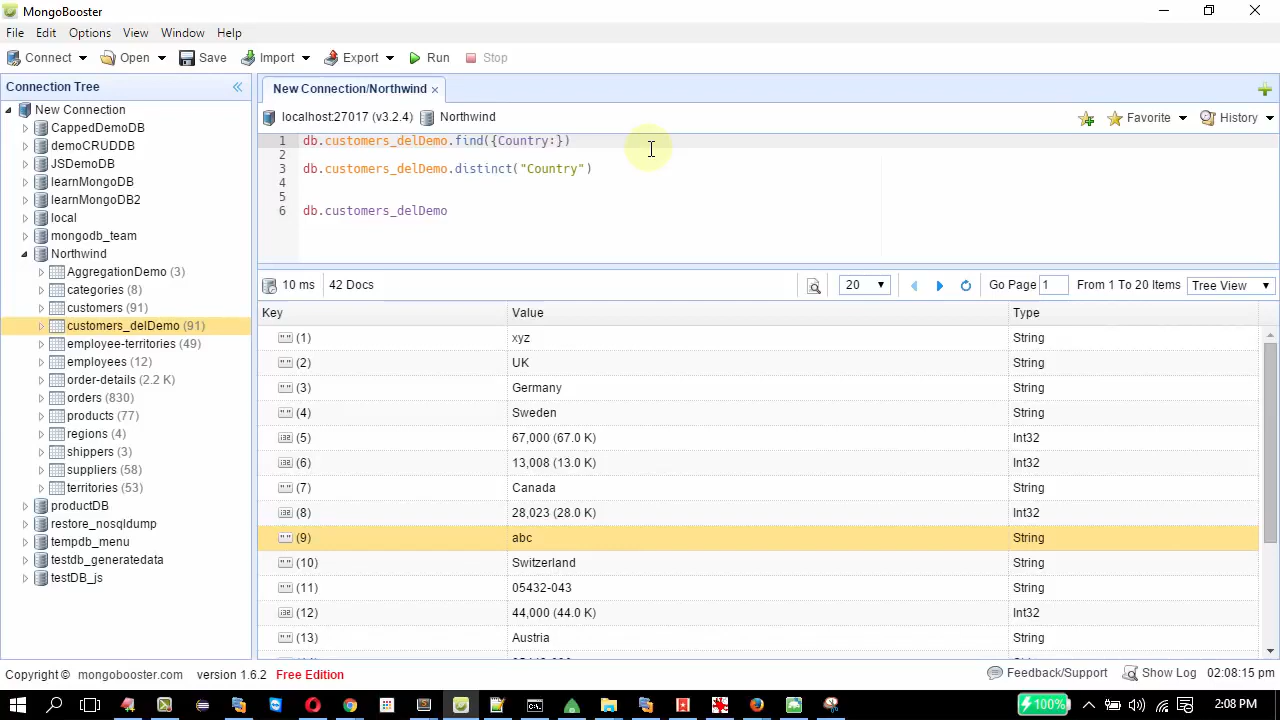 MongoBooster
File Edit Options View Window Help
Connect Open Save Import Export Run Stop
Connection Tree
New Connection
CappedDemoDB
demoCRUDDB
JSDemoDB
learnMongoDB
learnMongoDB2
local
mongodb_team
Northwind
AggregationDemo (3)
categories (8)
customers (91)
customers_delDemo (91)
employee-territories (49)
employees (12)
order-details (2.2 K)
orders (830)
products (77)
regions (4)
shippers (3)
suppliers (58)
territories (53)
productDB
restore_nosqldump
tempdb_menu
testdb_generatedata
testDB_js
New Connection/Northwind ×
localhost:27017 (v3.2.4) Northwind Favorite History
1 db.customers_delDemo.find({Country:})
2
3 db.customers_delDemo.distinct("Country")
4
5
6 db.customers_delDemo
10 ms 42 Docs 20 Go Page 1 From 1 To 20 Items Tree View
Key Value Type
(1) xyz String
(2) UK String
(3) Germany String
(4) Sweden String
(5) 67,000 (67.0 K) Int32
(6) 13,008 (13.0 K) Int32
(7) Canada String
(8) 28,023 (28.0 K) Int32
(9) abc String
(10) Switzerland String
(11) 05432-043 String
(12) 44,000 (44.0 K) Int32
(13) Austria String
Copyright © mongobooster.com version 1.6.2 Free Edition Feedback/Support Show Log 02:08:15 pm
100% 2:08 PM